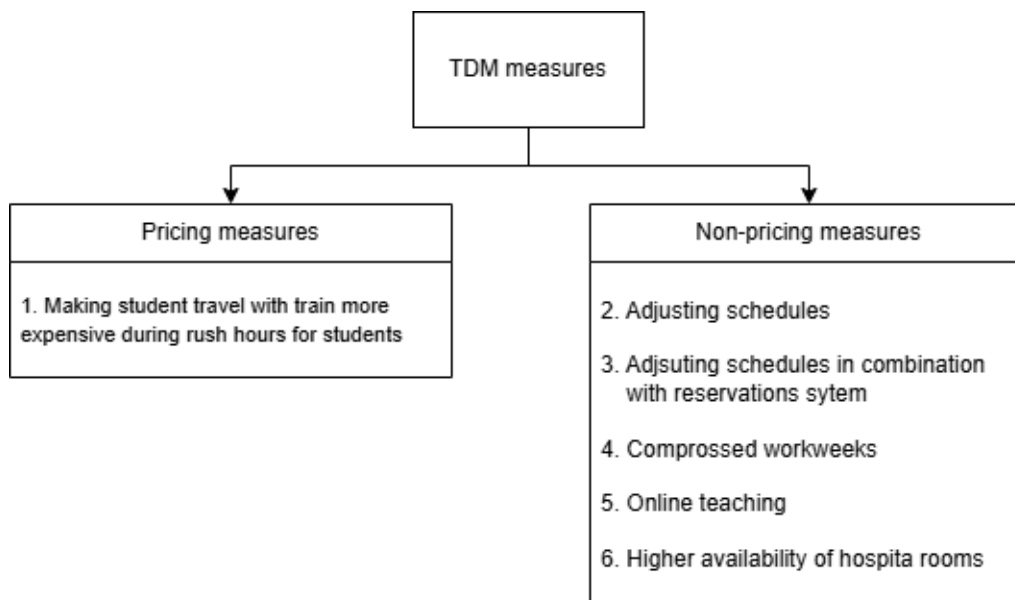 TDM measures
Pricing measures
1. Making student travel with train more
expensive during rush hours for students
Non-pricing measures
2. Adjusting schedules
3. Adjsuting schedules in combination
with reservations sytem
4. Comprossed workweeks
5. Online teaching
6. Higher availability of hospita rooms